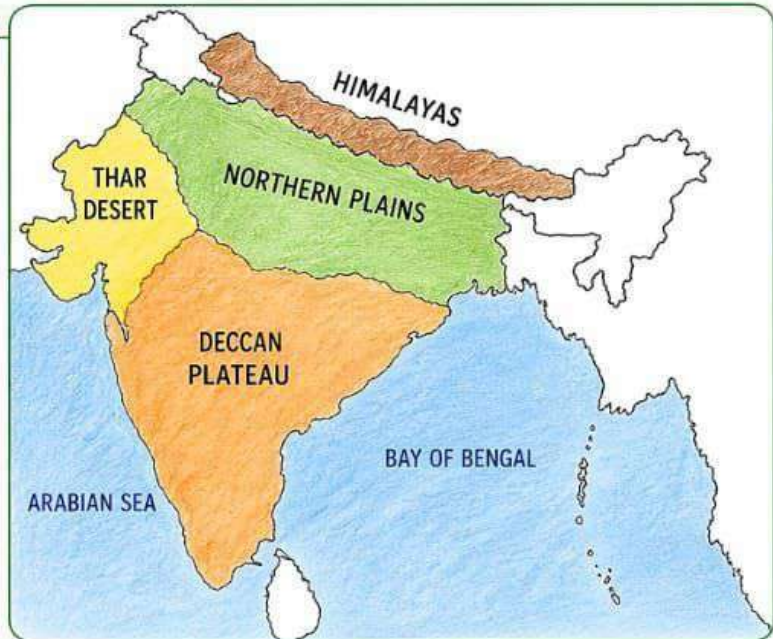 HIMALAYAS
THAR
DESERT
NORTHERN PLAINS
DECCAN
PLATEAU
BAY OF BENGAL
ARABIAN SEA